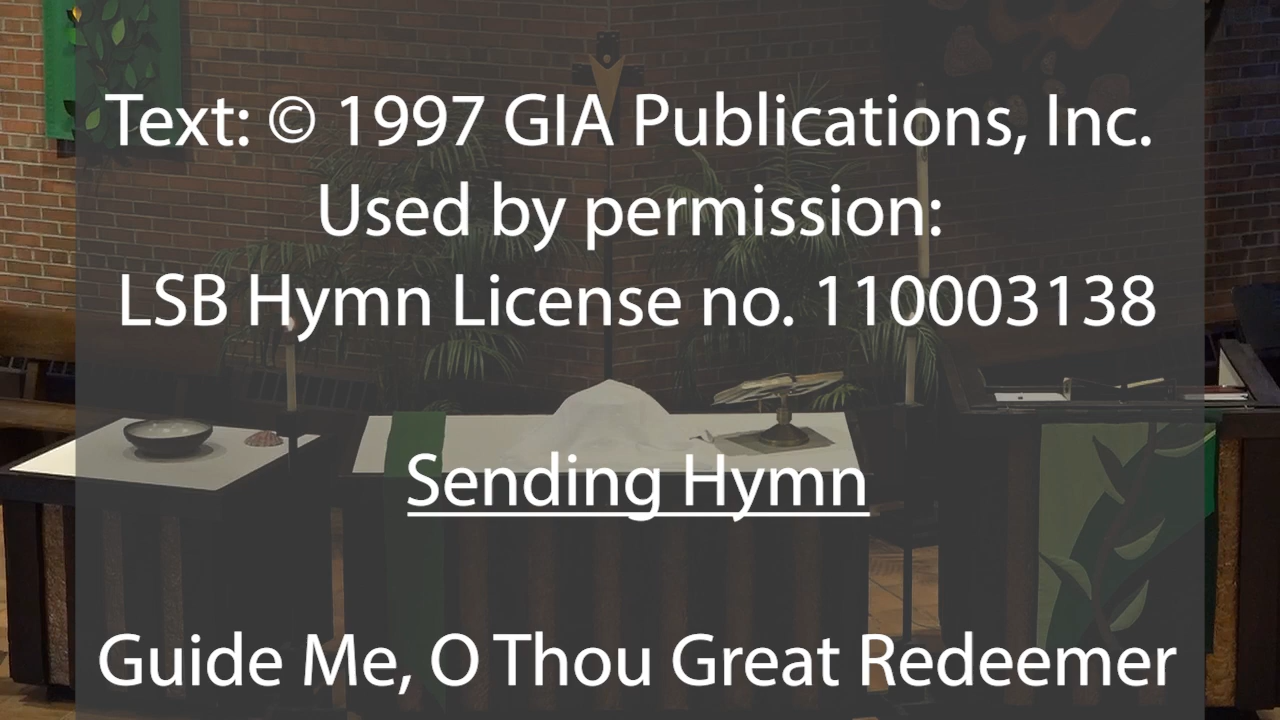 Text: © 1997 GIA Publications, Inc.
Used by permission:
LSB Hymn License no. 110003138
Sending Hymn
Guide Me, O Thou Great Redeemer